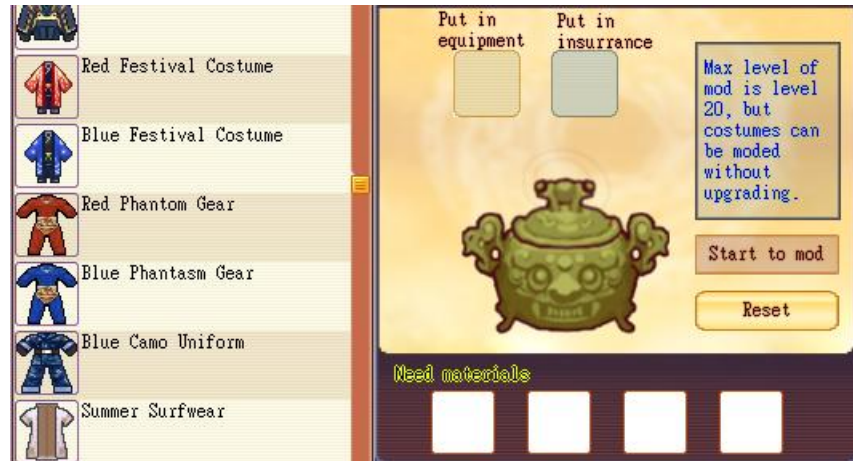 Red Festival Costume
Blue Festival Costume
Red Phantom Gear
Blue Phantasm Gear
Blue Camo Uniform
Summer Surfwear
Put in
equipment
Put in
insurrance
Max level of
mod is level
20, but
costumes can
be moded
without
upgrading.
Start to mod
Reset
Need materials